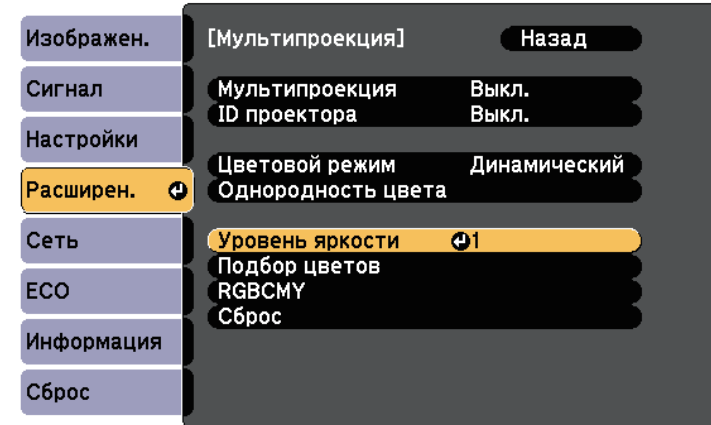 Изображен.
Сигнал
Настройки
Расширен.
Сеть
ECO
Информация
Сброс
[Мультипроекция] Назад
Мультипроекция Выкл.
ID проектора Выкл.
Цветовой режим Динамический
Однородность цвета
Уровень яркости 1
Подбор цветов
RGBCMY
Сброс